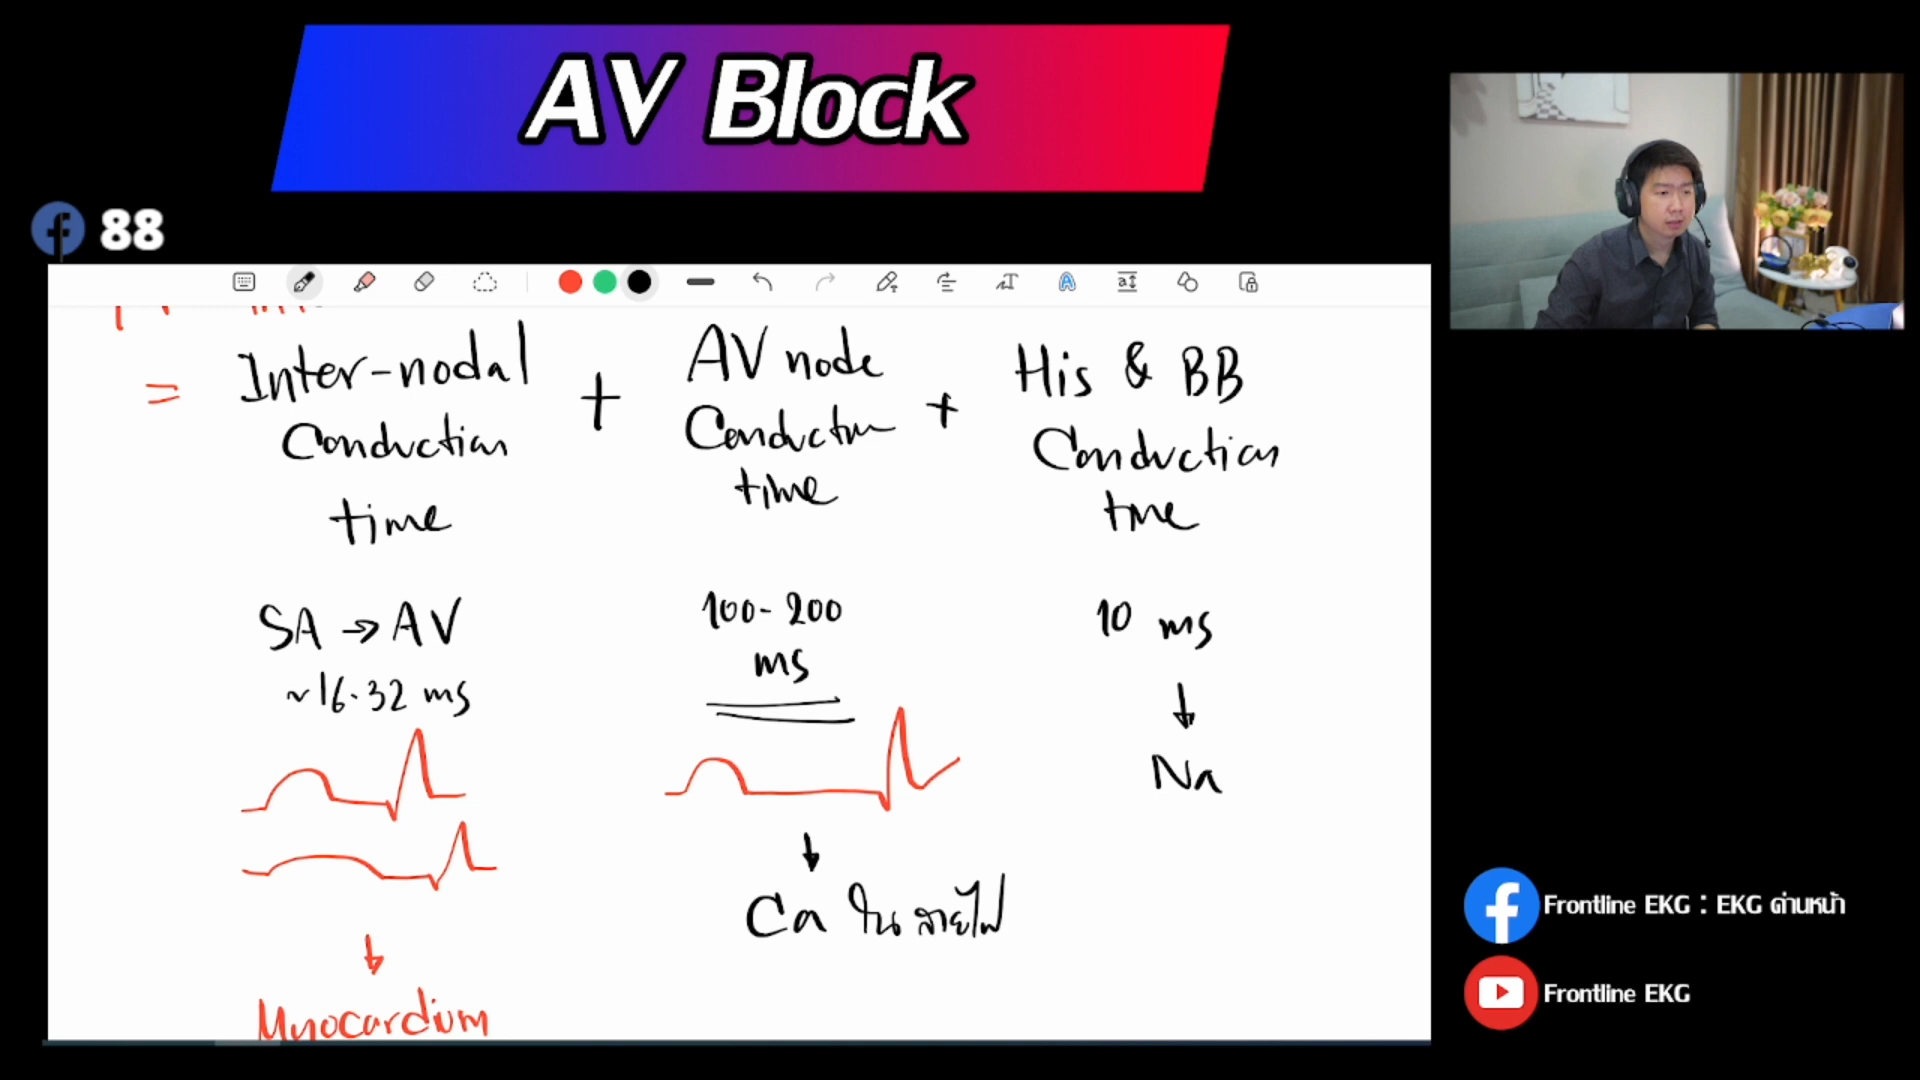 AV Block
88
=
Inter-nodal
Conduction
time
+
AV node
Conduction
time
+
His & BB
Conduction
time
SA → AV
~16-32 ms
100-200
ms
10 ms
↓
Na
↓
Ca ในสายไฟ
↓
Myocardium
Frontline EKG : EKG ด่านหน้า
Frontline EKG